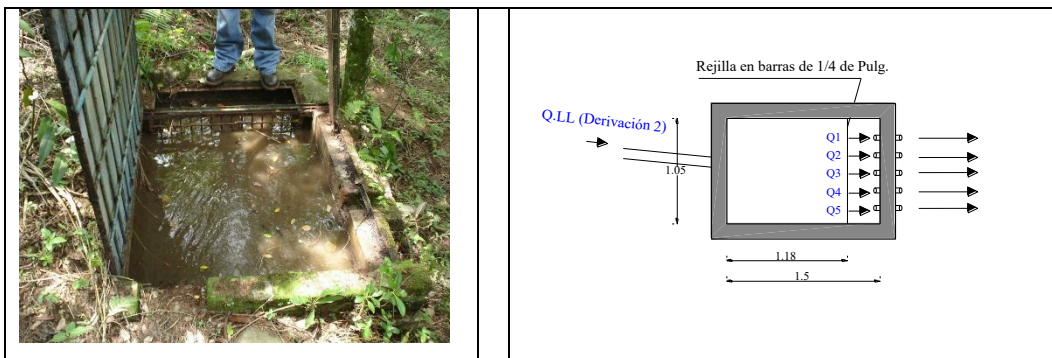 Rejilla en barras de 1/4 de Pulg.
Q.LL (Derivación 2)
Q1
Q2
Q3
Q4
Q5
1.05
1.18
1.5